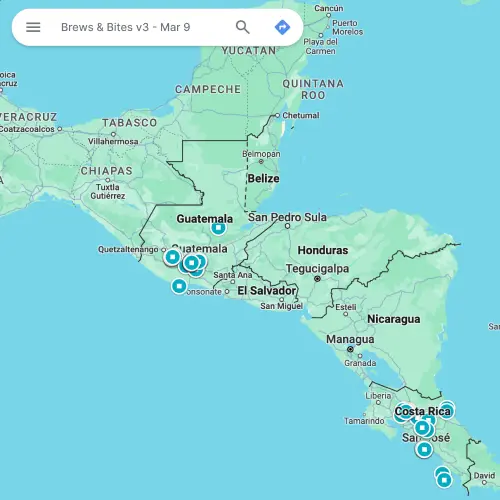 Brews & Bites v3 - Mar 9
Cancún
Puerto
Morelos
Playa del
Carmen
YUCATAN
QUINTANA
ROO
CAMPECHE
VERACRUZ
Coatzacoalcos
TABASCO
Villahermosa
Chetumal
Belmopan
Belize
CHIAPAS
Tuxtla
Gutiérrez
Guatemala
San Pedro Sula
Quetzaltenango
Guatemala
Honduras
Tegucigalpa
Santa Ana
Sonsonate
El Salvador
San Miguel
Esteli
Nicaragua
Managua
Granada
Liberia
Tamarindo
Costa Rica
San José
David